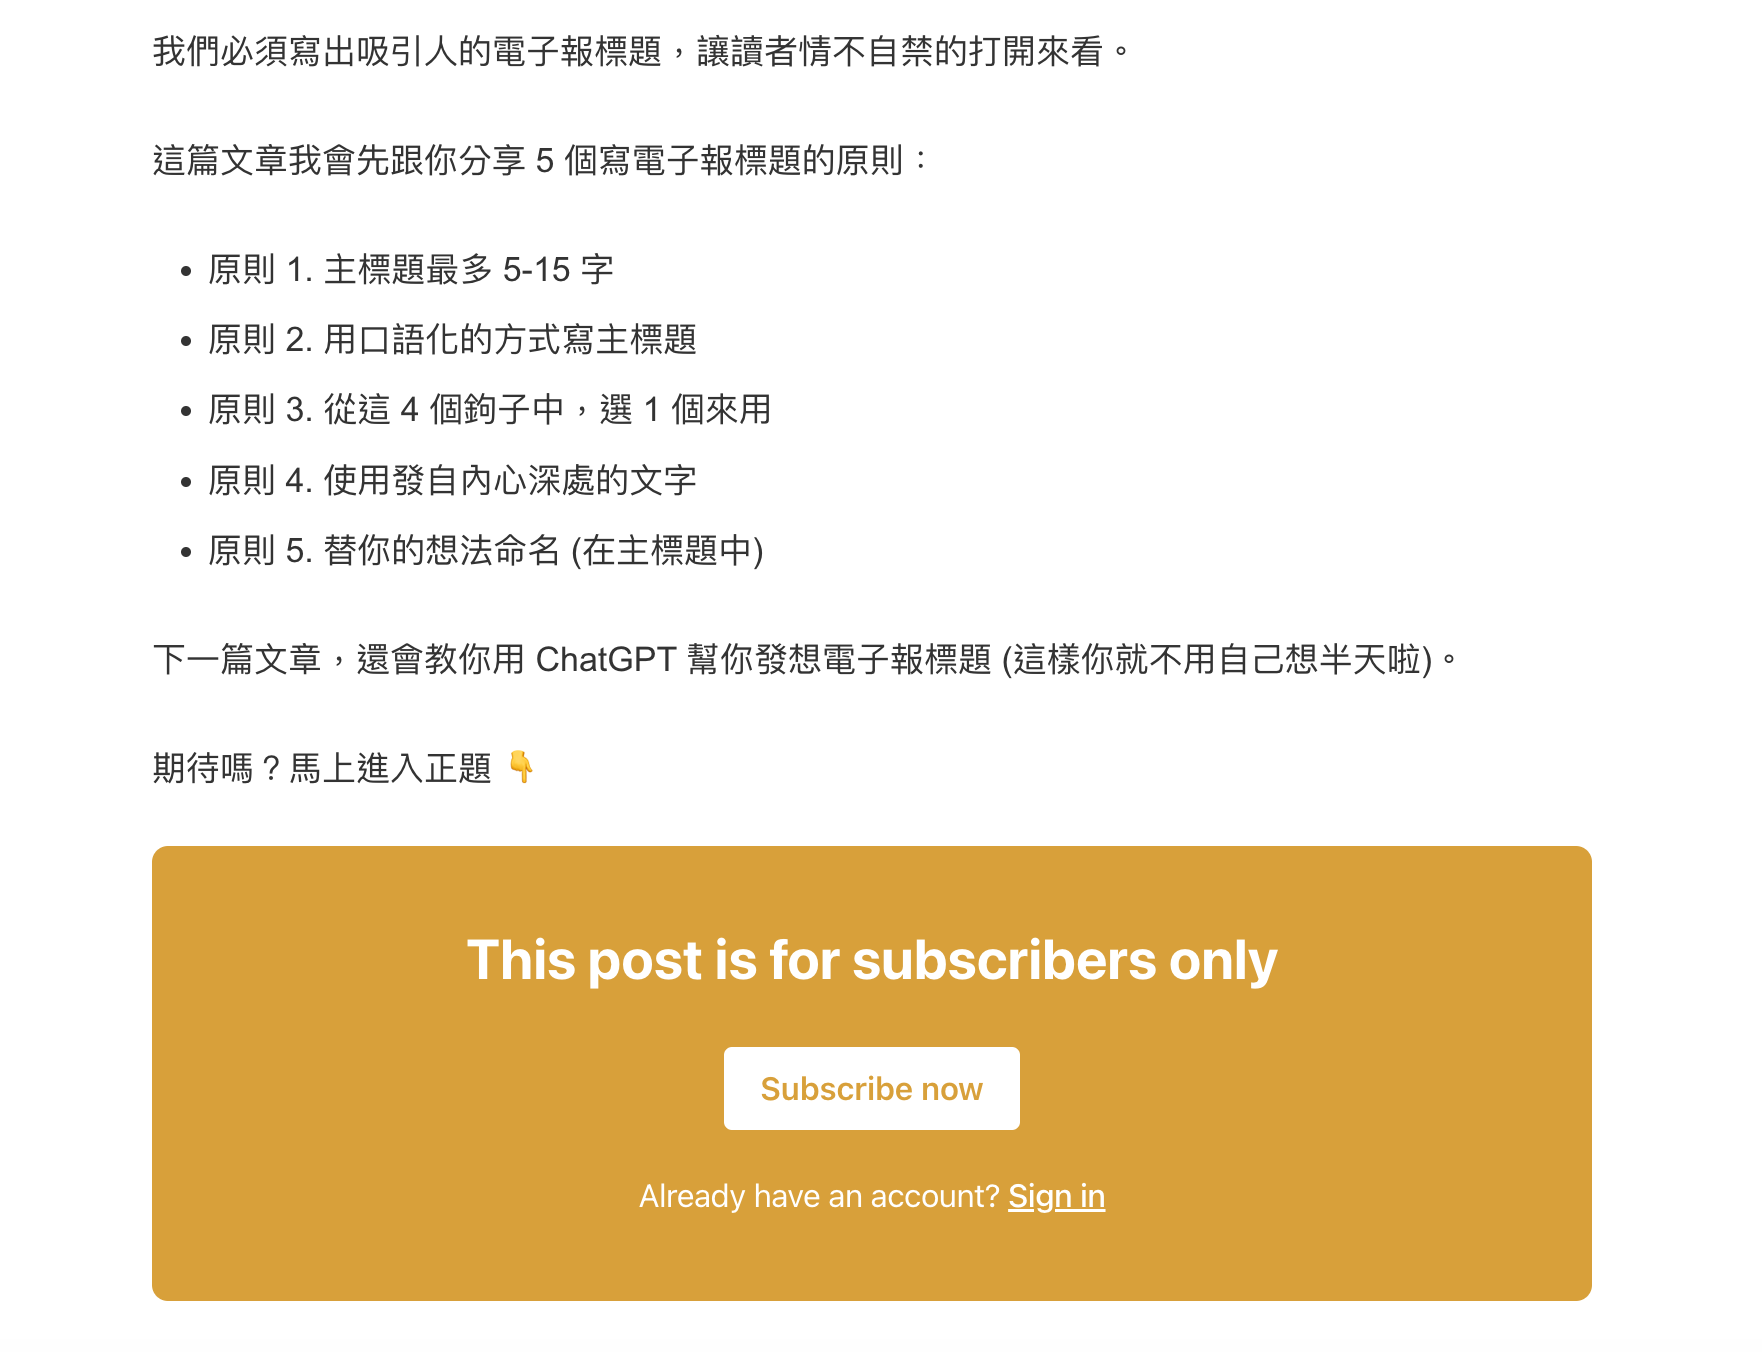 我們必須寫出吸引人的電子報標題，讓讀者情不自禁的打開來看。
這篇文章我會先跟你分享 5 個寫電子報標題的原則：
• 原則 1. 主標題最多 5-15 字
• 原則 2. 用口語化的方式寫主標題
• 原則 3. 從這 4 個鉤子中，選 1 個來用
• 原則 4. 使用發自內心深處的文字
• 原則 5. 替你的想法命名 (在主標題中)
下一篇文章，還會教你用 ChatGPT 幫你發想電子報標題 (這樣你就不用自己想半天啦)。
期待嗎？馬上進入正題 👇
This post is for subscribers only
Subscribe now
Already have an account? Sign in